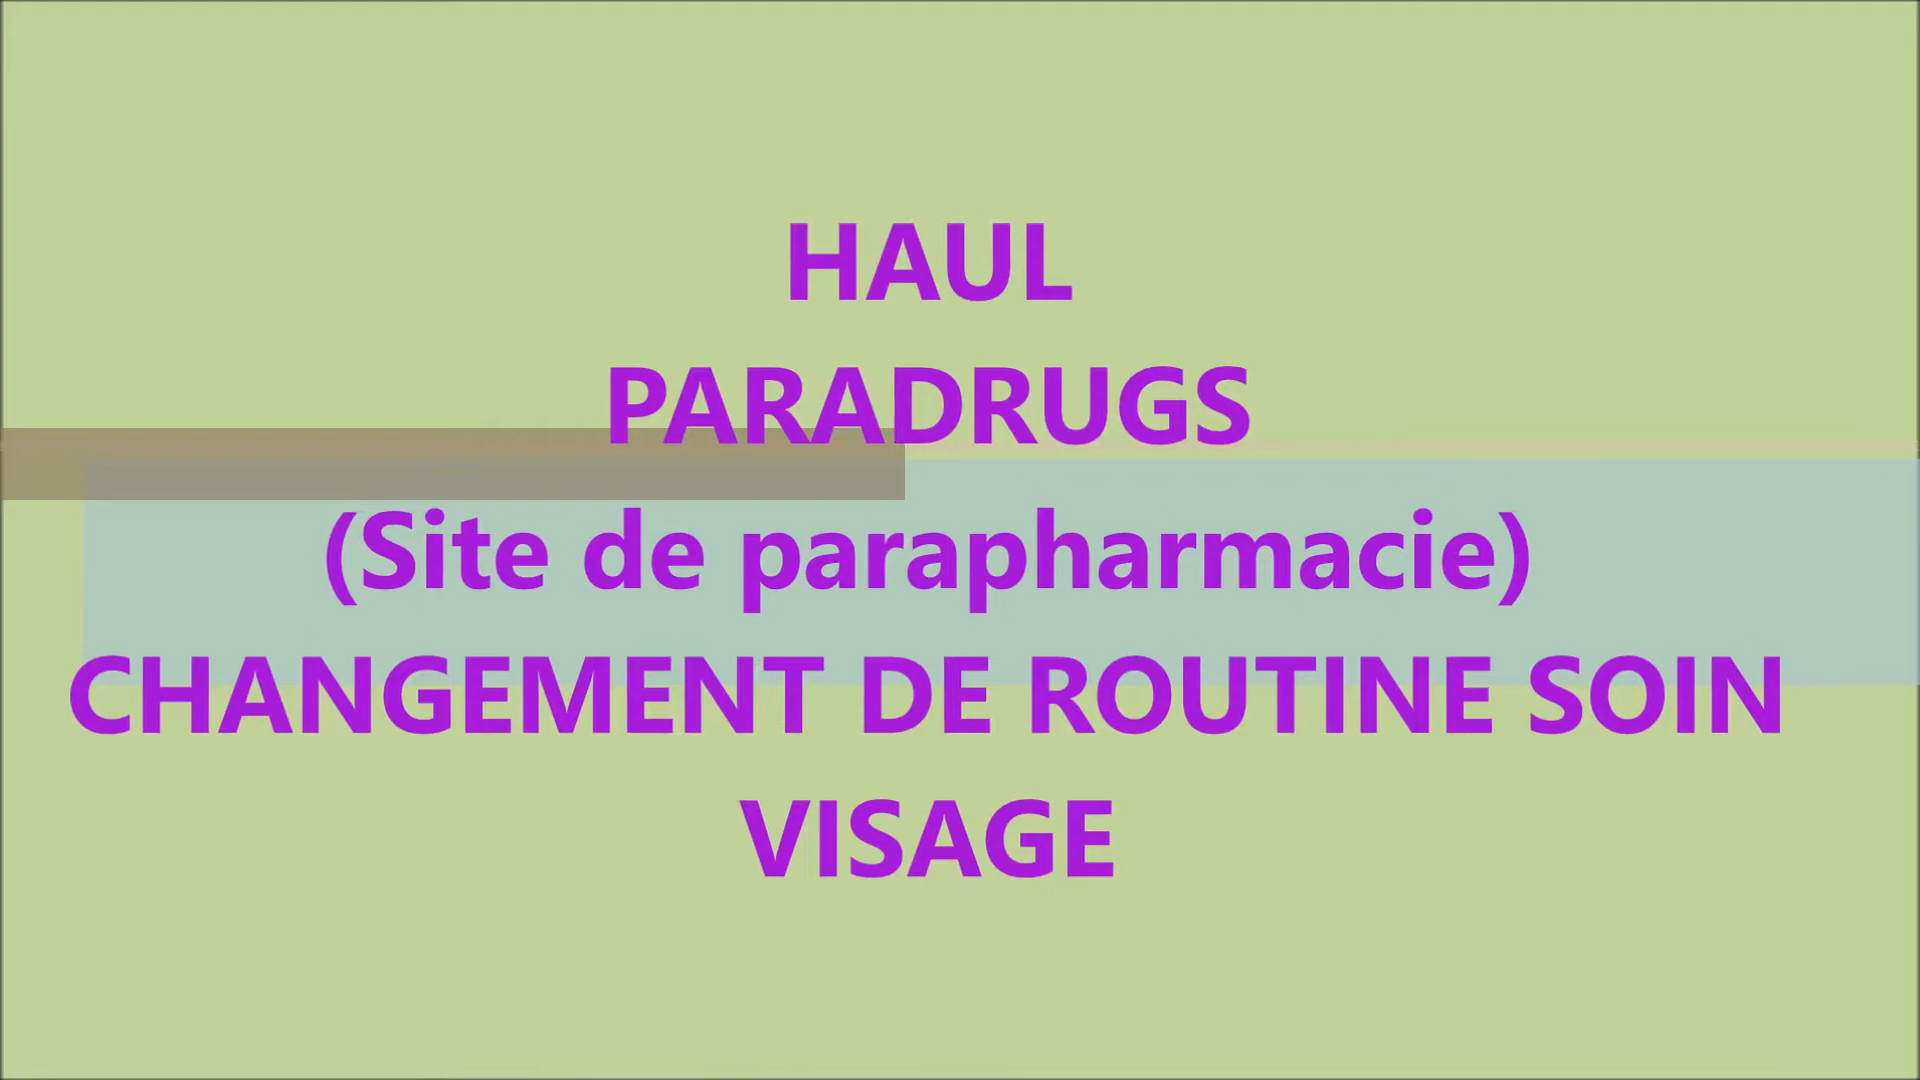 HAUL
PARADRUGS
(Site de parapharmacie)
CHANGEMENT DE ROUTINE SOIN
VISAGE